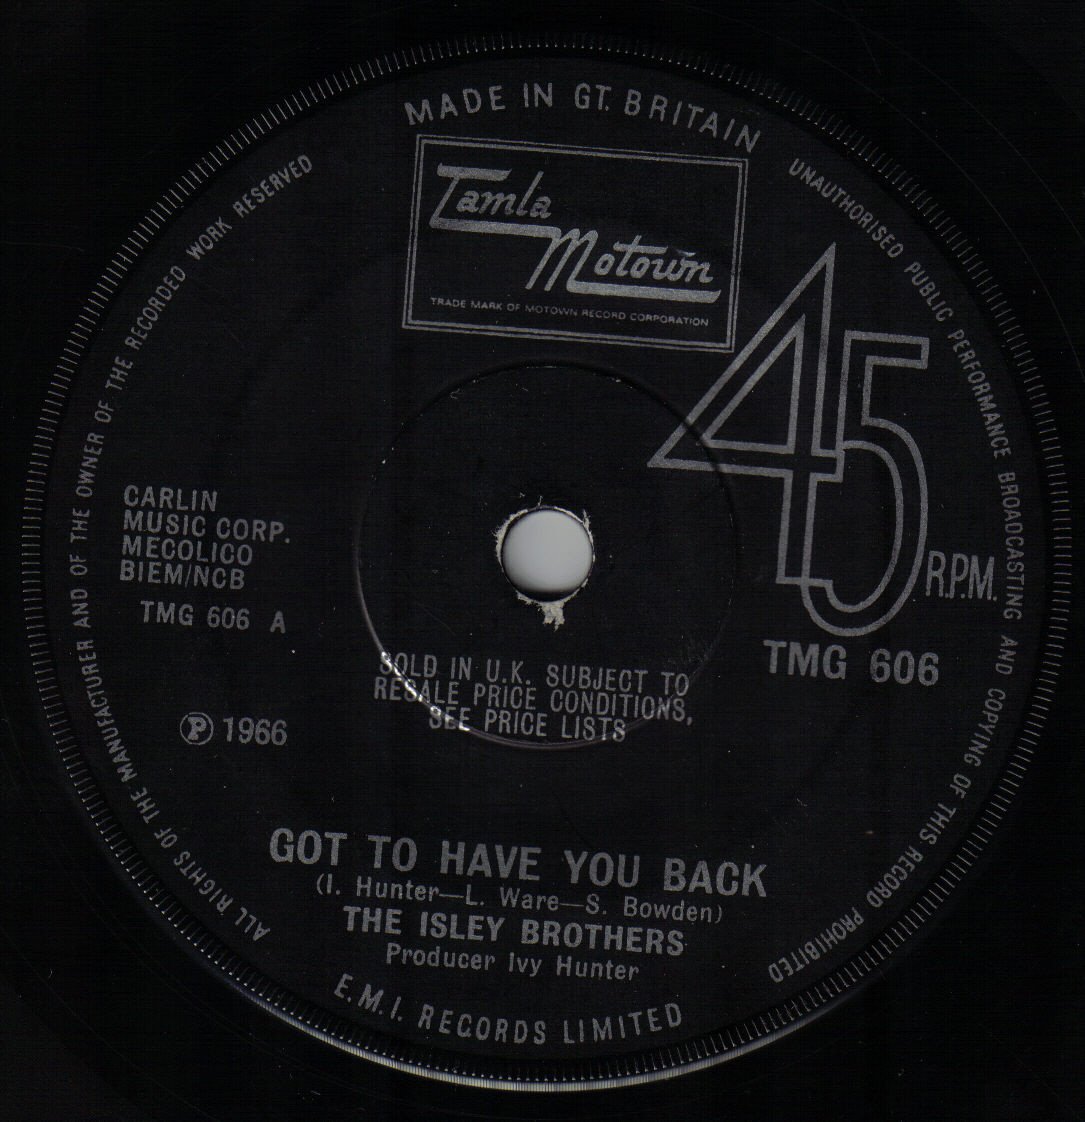 MADE IN GT. BRITAIN
Tamla
Motown
TRADE MARK OF MOTOWN RECORD CORPORATION
45
R.P.M.
TMG 606
CARLIN
MUSIC CORP.
MECOLICO
BIEM/NCB
TMG 606 A
℗ 1966
SOLD IN U.K. SUBJECT TO
RESALE PRICE CONDITIONS,
SEE PRICE LISTS
GOT TO HAVE YOU BACK
(I. Hunter—L. Ware—S. Bowden)
THE ISLEY BROTHERS
Producer Ivy Hunter
E.M.I. RECORDS LIMITED
ALL RIGHTS OF THE MANUFACTURER AND OF THE OWNER OF THE RECORDED WORK RESERVED
UNAUTHORISED PUBLIC PERFORMANCE BROADCASTING AND COPYING OF THIS RECORD PROHIBITED